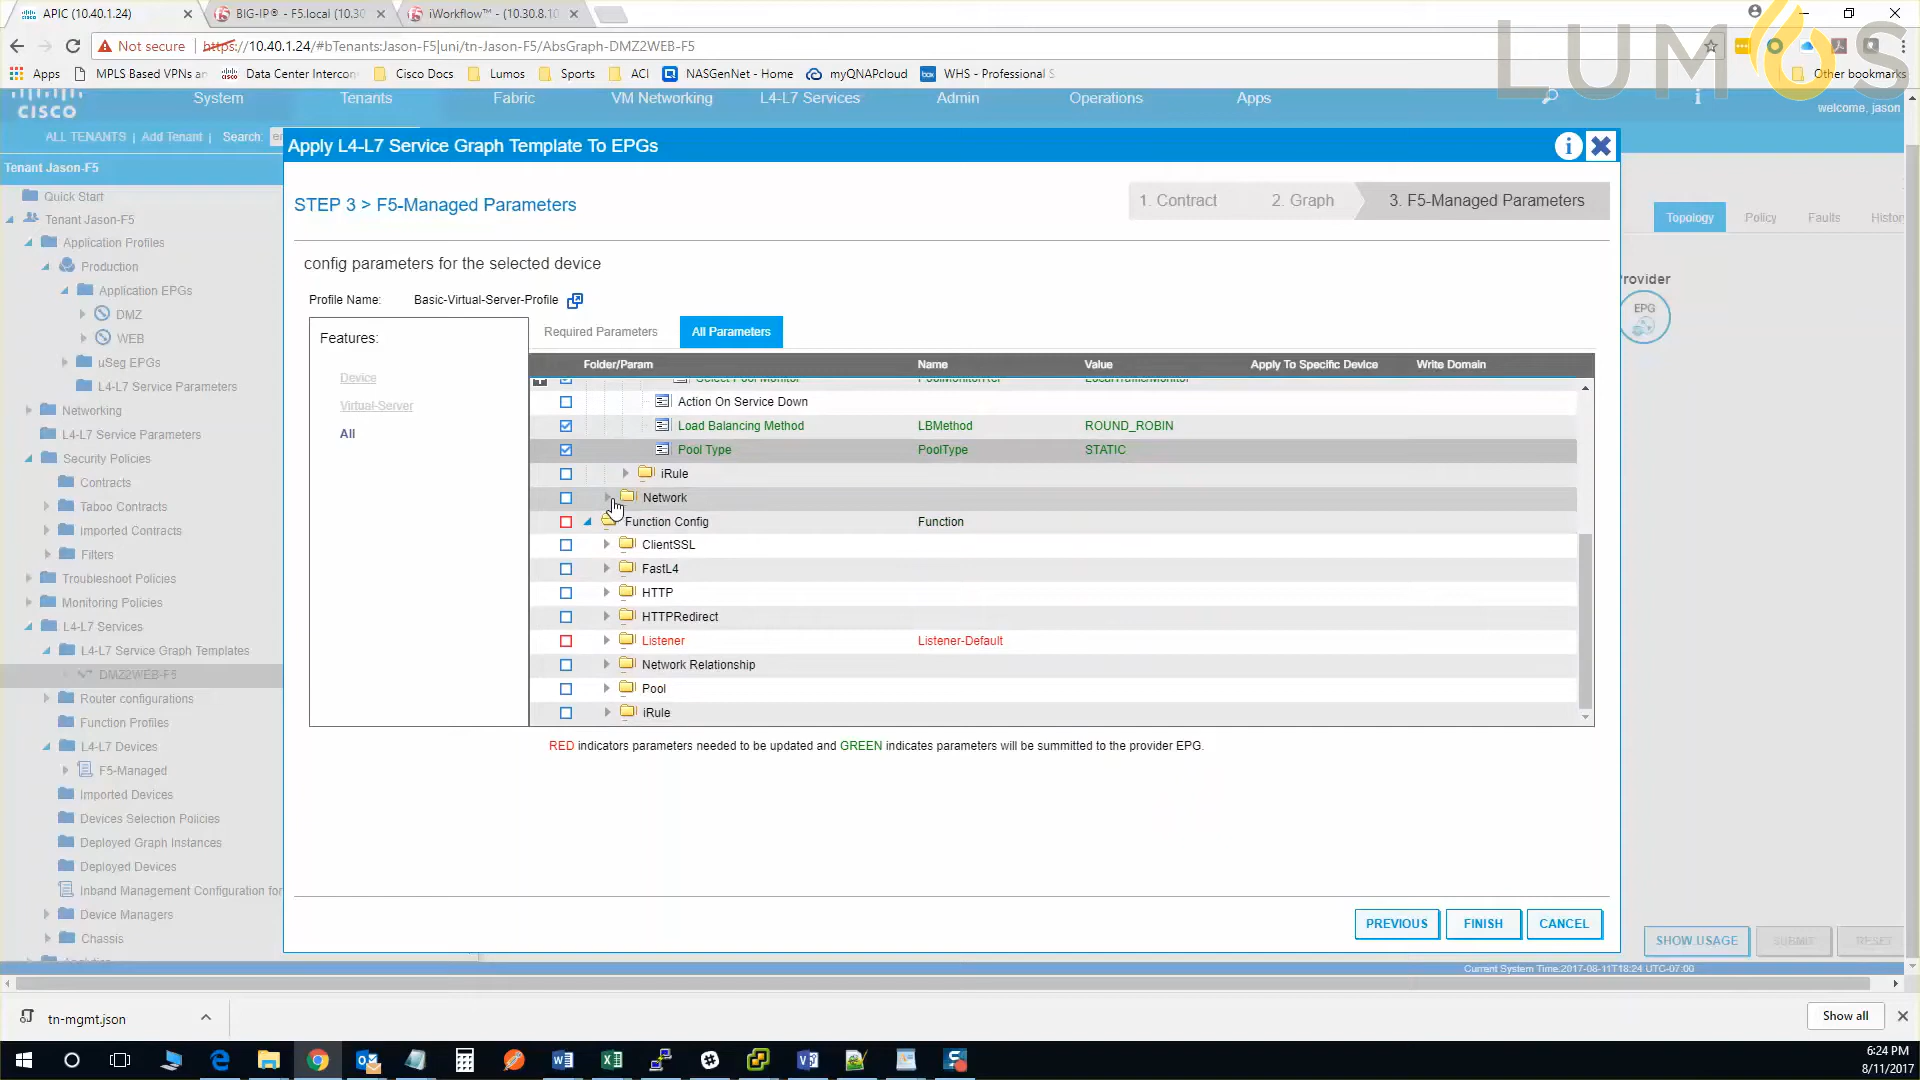 APIC (10.40.1.24)
BIG-IP® - F5.local (10.30
iWorkflow™ - (10.30.8.10
Not secure
https://10.40.1.24/#bTenants:Jason-F5|uni/tn-Jason-F5/AbsGraph-DMZ2WEB-F5
LUMOS
Apps
MPLS Based VPNs an
Data Center Intercon
Cisco Docs
Lumos
Sports
ACI
NASGenNet - Home
myQNAPcloud
WHS - Professional S
Other bookmarks
CISCO
System
Tenants
Fabric
VM Networking
L4-L7 Services
Admin
Operations
Apps
welcome, jason
ALL TENANTS | Add Tenant | Search:
Apply L4-L7 Service Graph Template To EPGs
Tenant Jason-F5
Quick Start
Tenant Jason-F5
Application Profiles
Production
Application EPGs
DMZ
WEB
uSeg EPGs
L4-L7 Service Parameters
Networking
L4-L7 Service Parameters
Security Policies
Contracts
Taboo Contracts
Imported Contracts
Filters
Troubleshoot Policies
Monitoring Policies
L4-L7 Services
L4-L7 Service Graph Templates
DMZ2WEB-F5
Router configurations
Function Profiles
L4-L7 Devices
F5-Managed
Imported Devices
Devices Selection Policies
Deployed Graph Instances
Deployed Devices
Inband Management Configuration for
Device Managers
Chassis
STEP 3 > F5-Managed Parameters
1. Contract
2. Graph
3. F5-Managed Parameters
config parameters for the selected device
Profile Name: Basic-Virtual-Server-Profile
Features:
Device
Virtual-Server
All
Required Parameters
All Parameters
Folder/Param Name Value Apply To Specific Device Write Domain
Select Pool Monitor PoolMonitorRef LocalTrafficMonitor
Action On Service Down
Load Balancing Method LBMethod ROUND_ROBIN
Pool Type PoolType STATIC
iRule
Network
Function Config Function
ClientSSL
FastL4
HTTP
HTTPRedirect
Listener Listener-Default
Network Relationship
Pool
iRule
RED indicators parameters needed to be updated and GREEN indicates parameters will be summitted to the provider EPG.
PREVIOUS
FINISH
CANCEL
Topology
Policy
Faults
Histor
rovider
EPG
SHOW USAGE
SUBMIT
RESET
Current System Time:2017-08-11T18:24 UTC-07:00
tn-mgmt.json
Show all
6:24 PM
8/11/2017